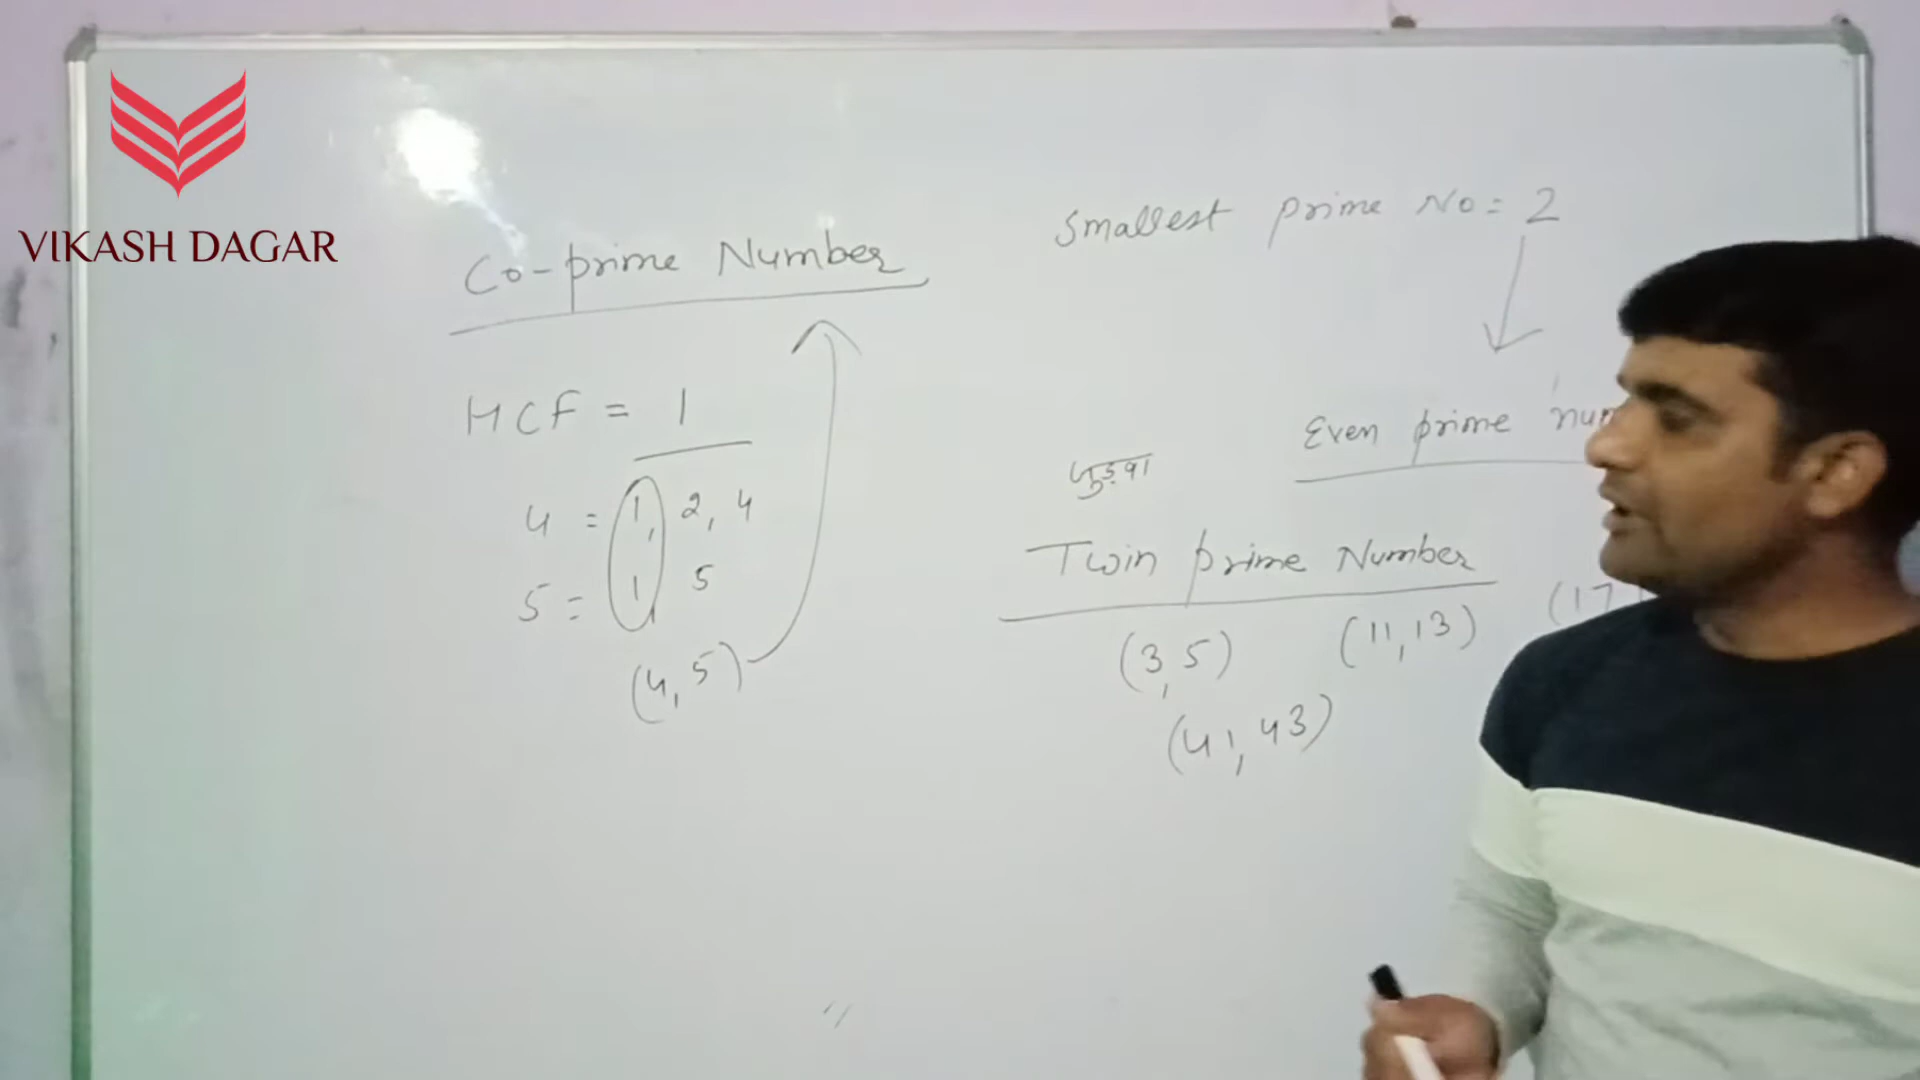 VIKASH DAGAR
Co-prime Number
HCF = 1
4 = 1, 2, 4
5 = 1, 5
(4, 5)
Smallest prime No = 2
Even prime
जुड़वा
Twin prime Number
(3, 5) (11, 13) (17
(41, 43)